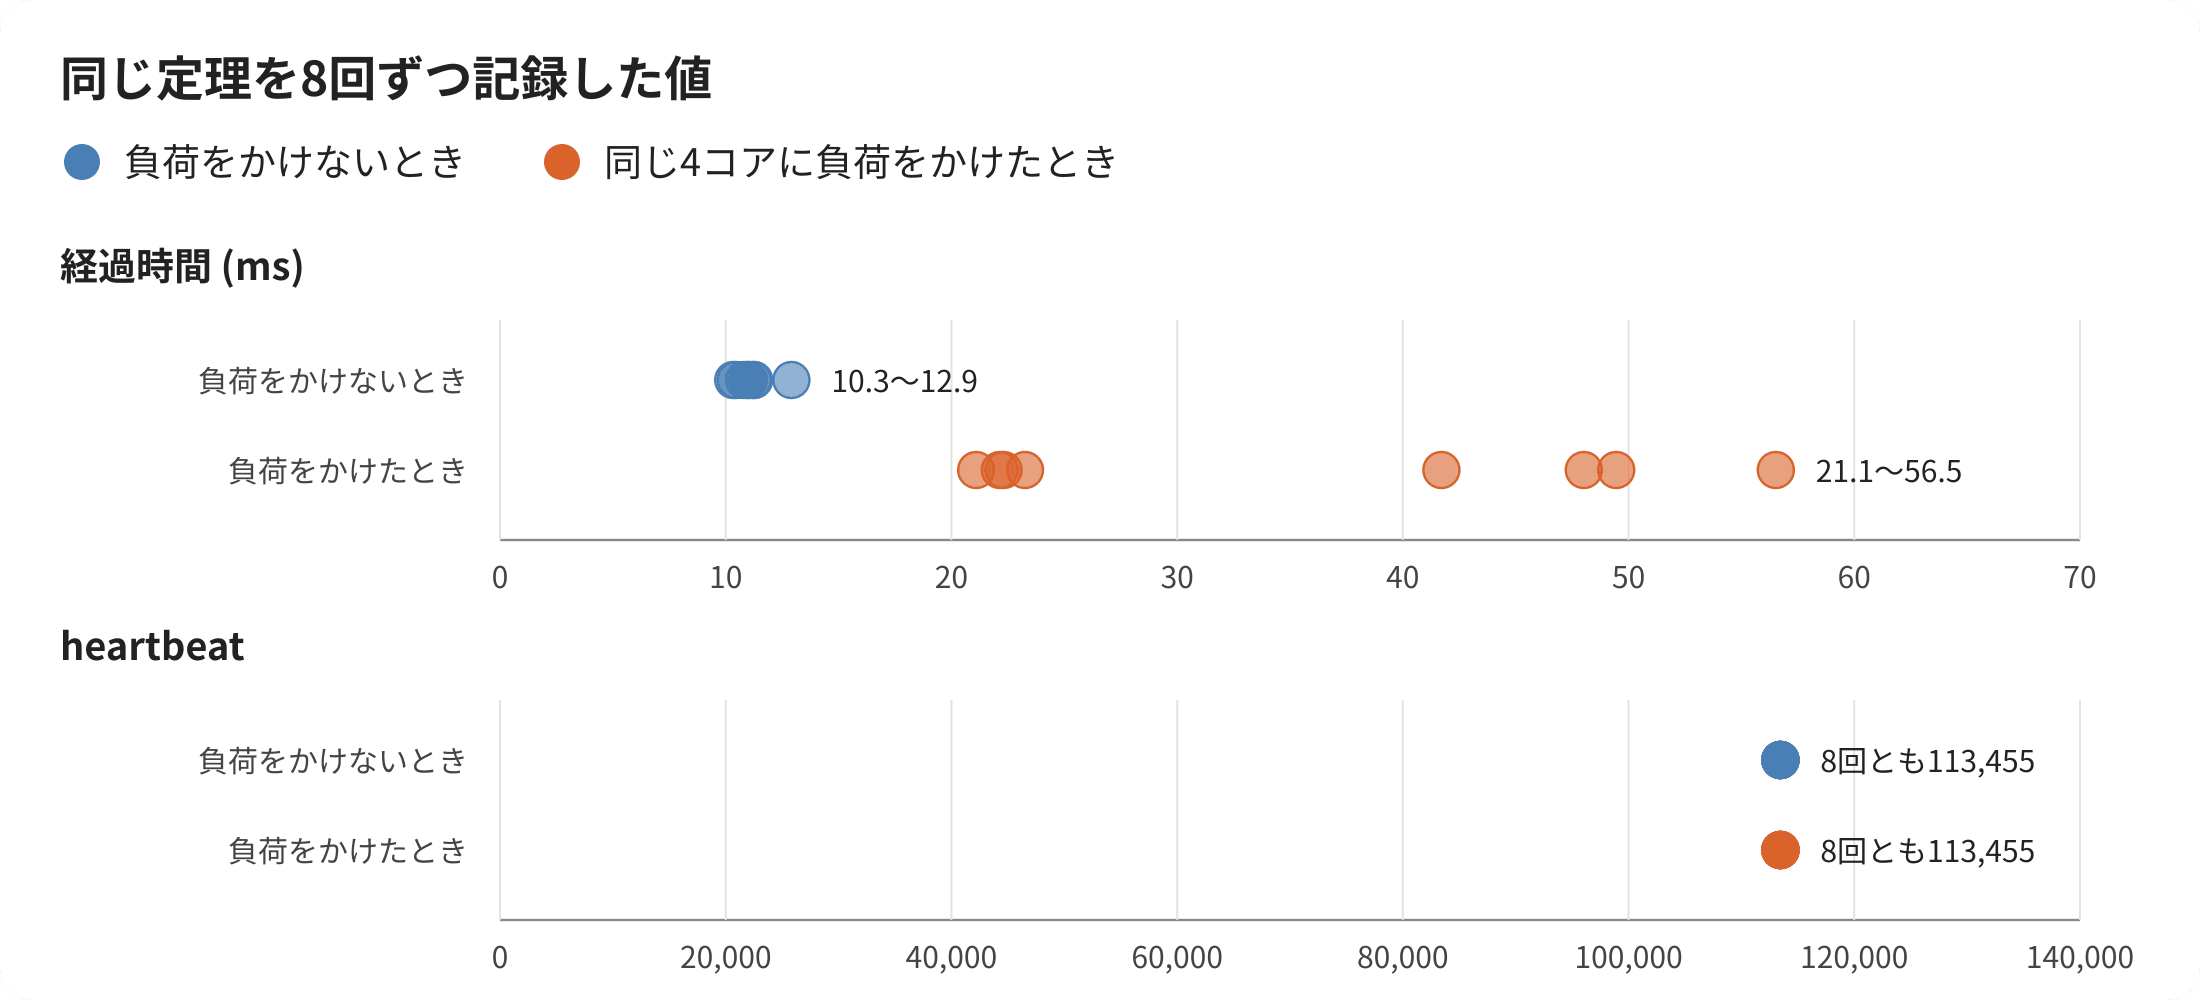 同じ定理を8回ずつ記録した値
負荷をかけないとき 同じ4コアに負荷をかけたとき
経過時間 (ms)
負荷をかけないとき 10.3〜12.9
負荷をかけたとき 21.1〜56.5
0 10 20 30 40 50 60 70
heartbeat
負荷をかけないとき 8回とも113,455
負荷をかけたとき 8回とも113,455
0 20,000 40,000 60,000 80,000 100,000 120,000 140,000